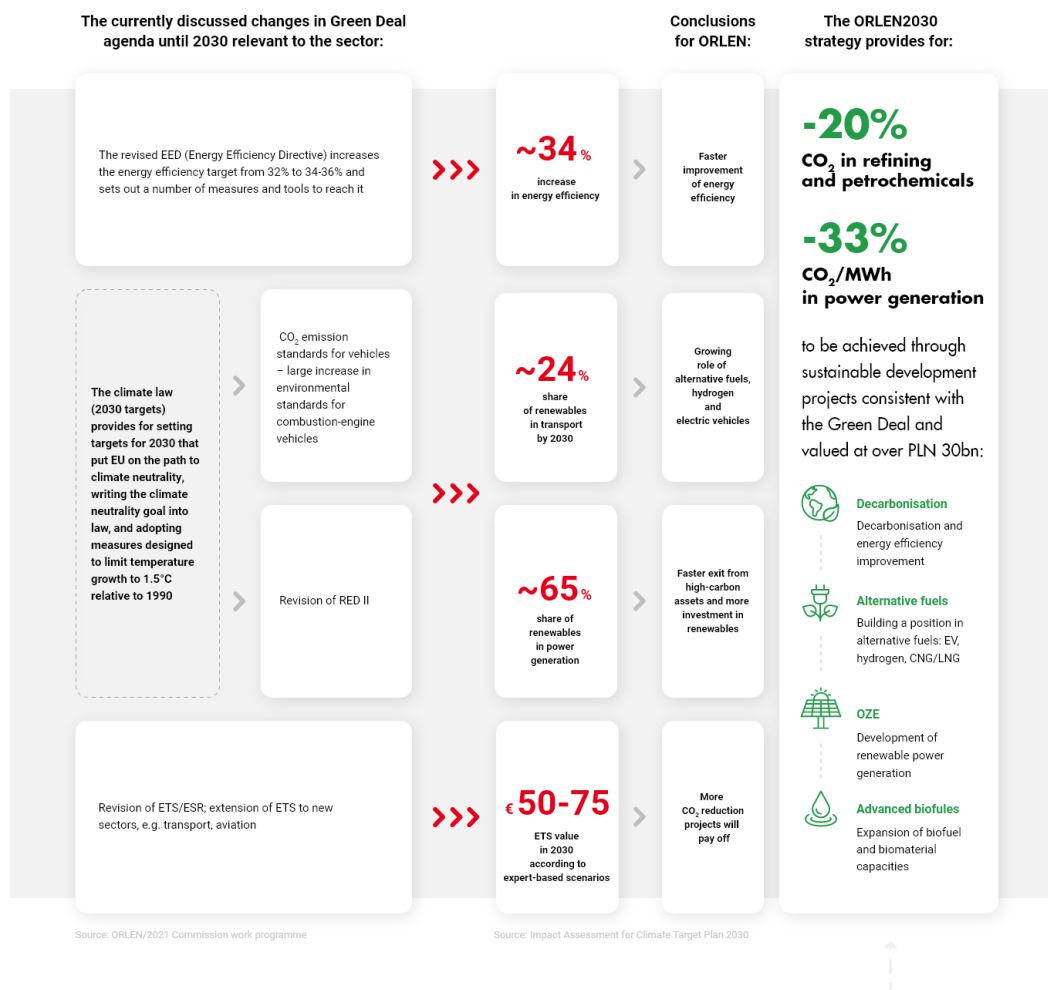 The currently discussed changes in Green Deal
agenda until 2030 relevant to the sector:
Conclusions
for ORLEN:
The ORLEN2030
strategy provides for:
The revised EED (Energy Efficiency Directive) increases
the energy efficiency target from 32% to 34-36% and
sets out a number of measures and tools to reach it
~34 %
increase
in energy efficiency
Faster
improvement
of energy
efficiency
The climate law
(2030 targets)
provides for setting
targets for 2030 that
put EU on the path to
climate neutrality,
writing the climate
neutrality goal into
law, and adopting
measures designed
to limit temperature
growth to 1.5°C
relative to 1990
CO2 emission
standards for vehicles
– large increase in
environmental
standards for
combustion-engine
vehicles
~24 %
share
of renewables
in transport
by 2030
Growing
role of
alternative fuels,
hydrogen
and
electric vehicles
Revision of RED II
~65 %
share of
renewables
in power
generation
Faster exit from
high-carbon
assets and more
investment in
renewables
Revision of ETS/ESR; extension of ETS to new
sectors, e.g. transport, aviation
€ 50-75
ETS value
in 2030
according to
expert-based scenarios
More
CO2 reduction
projects will
pay off
-20%
CO2 in refining
and petrochemicals
-33%
CO2/MWh
in power generation
to be achieved through
sustainable development
projects consistent with
the Green Deal and
valued at over PLN 30bn:
Decarbonisation
Decarbonisation and
energy efficiency
improvement
Alternative fuels
Building a position in
alternative fuels: EV,
hydrogen, CNG/LNG
OZE
Development of
renewable power
generation
Advanced biofules
Expansion of biofuel
and biomaterial
capacities
Source: ORLEN/2021 Commission work programme
Source: Impact Assessment for Climate Target Plan 2030